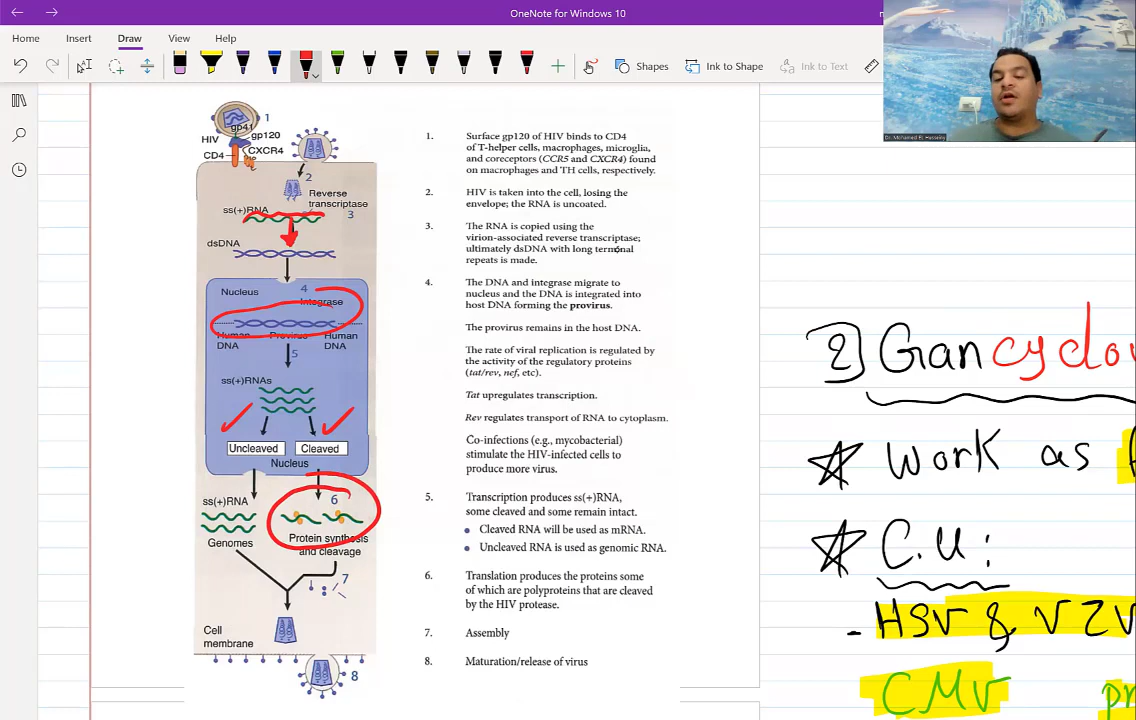 OneNote for Windows 10
Home Insert Draw View Help
Shapes Ink to Shape Ink to Text
1
gp41
gp120
HIV
CXCR4
CD4
2
Reverse
transcriptase
ss(+)RNA
3
dsDNA
Nucleus 4
Integrase
Human Provirus Human
DNA DNA
5
ss(+)RNAs
Uncleaved Cleaved
Nucleus
ss(+)RNA 6
Genomes
Protein synthesis
and cleavage
7
Cell
membrane
8
1. Surface gp120 of HIV binds to CD4
of T-helper cells, macrophages, microglia,
and coreceptors (CCR5 and CXCR4) found
on macrophages and TH cells, respectively.
2. HIV is taken into the cell, losing the
envelope; the RNA is uncoated.
3. The RNA is copied using the
virion-associated reverse transcriptase;
ultimately dsDNA with long terminal
repeats is made.
4. The DNA and integrase migrate to
nucleus and the DNA is integrated into
host DNA forming the provirus.
The provirus remains in the host DNA.
The rate of viral replication is regulated by
the activity of the regulatory proteins
(tat/rev, nef, etc).
Tat upregulates transcription.
Rev regulates transport of RNA to cytoplasm.
Co-infections (e.g., mycobacterial)
stimulate the HIV-infected cells to
produce more virus.
5. Transcription produces ss(+)RNA,
some cleaved and some remain intact.
• Cleaved RNA will be used as mRNA.
• Uncleaved RNA is used as genomic RNA.
6. Translation produces the proteins some
of which are polyproteins that are cleaved
by the HIV protease.
7. Assembly
8. Maturation/release of virus
2] Gancyclov
Work as
C.U:
- HSV & VZV
CMV pr
Dr. Mohamed El Husseiny